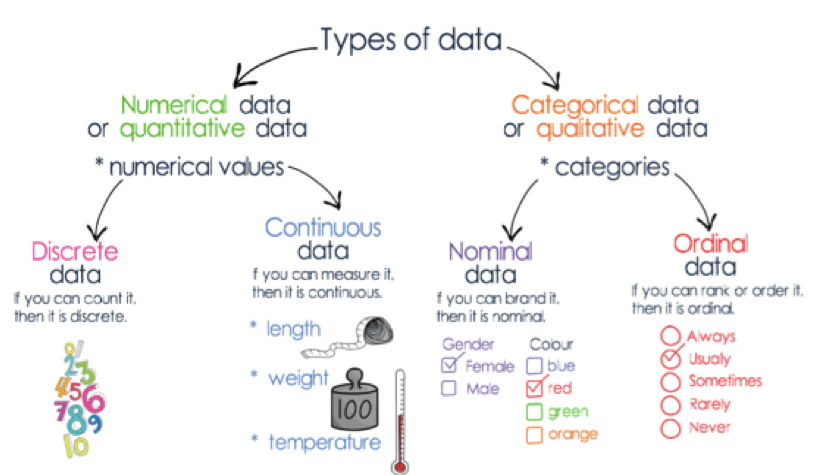 Types of data
Numerical data
or quantitative data
* numerical values
Discrete
data
If you can count it,
then it is discrete.
0 1
2 3
4 5 6
7 8 9
10
Continuous
data
If you can measure it,
then it is continuous.
* length
* weight
100
* temperature
Categorical data
or qualitative data
* categories
Nominal
data
If you can brand it,
then it is nominal.
Gender
Female
Male
Colour
blue
red
green
orange
Ordinal
data
If you can rank or order it,
then it is ordinal.
Always
Usualy
Sometimes
Rarely
Never